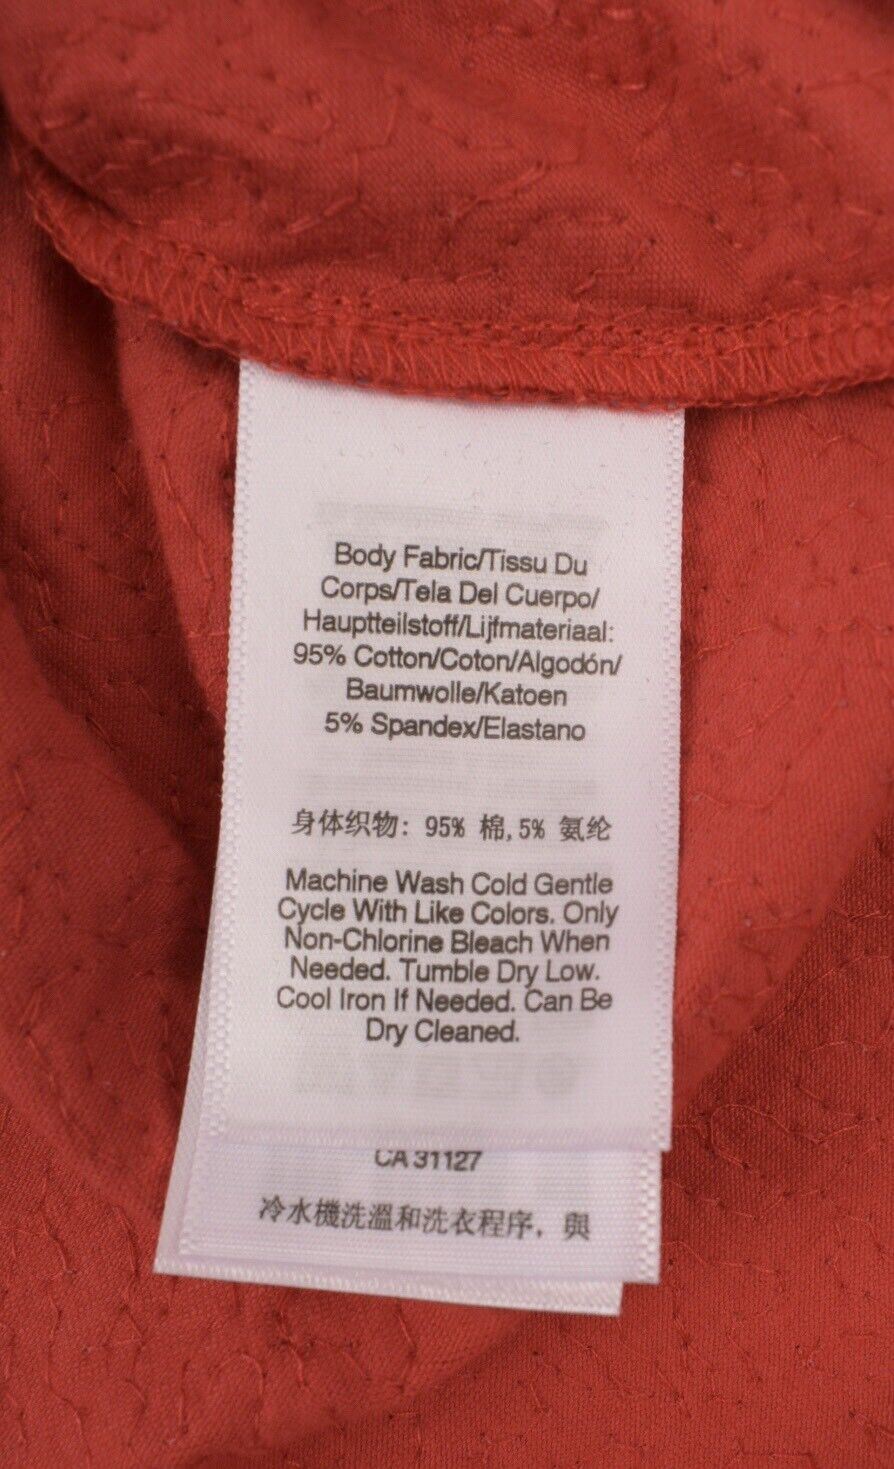 Body Fabric/Tissu Du
Corps/Tela Del Cuerpo/
Hauptteilstoff/Lijfmateriaal:
95% Cotton/Coton/Algodón/
Baumwolle/Katoen
5% Spandex/Elastano
身体织物: 95% 棉,5% 氨纶
Machine Wash Cold Gentle
Cycle With Like Colors. Only
Non-Chlorine Bleach When
Needed. Tumble Dry Low.
Cool Iron If Needed. Can Be
Dry Cleaned.
CA 31127
冷水機洗溫和洗衣程序, 與